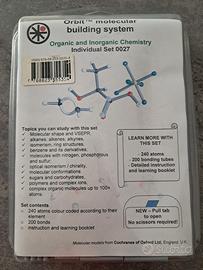 Orbit™ molecular
building system
Organic and Inorganic Chemistry
Individual Set 0027
Topics you can study with this set
• Molecular shape and VSEPR,
• alkanes, alkenes, alkynes,
• isomerism, ring structures,
• benzene and its derivatives,
• molecules with nitrogen, phosphorous
and sulfur,
• optical isomerism / chirality,
• molecular conformations
• sugars and carbohydrates,
• polymers and complex ions,
• complex organic molecules up to 100+
atoms.
LEARN MORE WITH
THIS SET
• 240 atoms
• 200 bonding tubes
• Detailed instruction
and learning booklet
Set contents
• 240 atoms colour coded according to their
element
• 200 bonds
• instruction and learning booklet
NEW – Pull tab
to open
No scissors required!
Molecular models from Cochranes of Oxford Ltd, England, U.K.